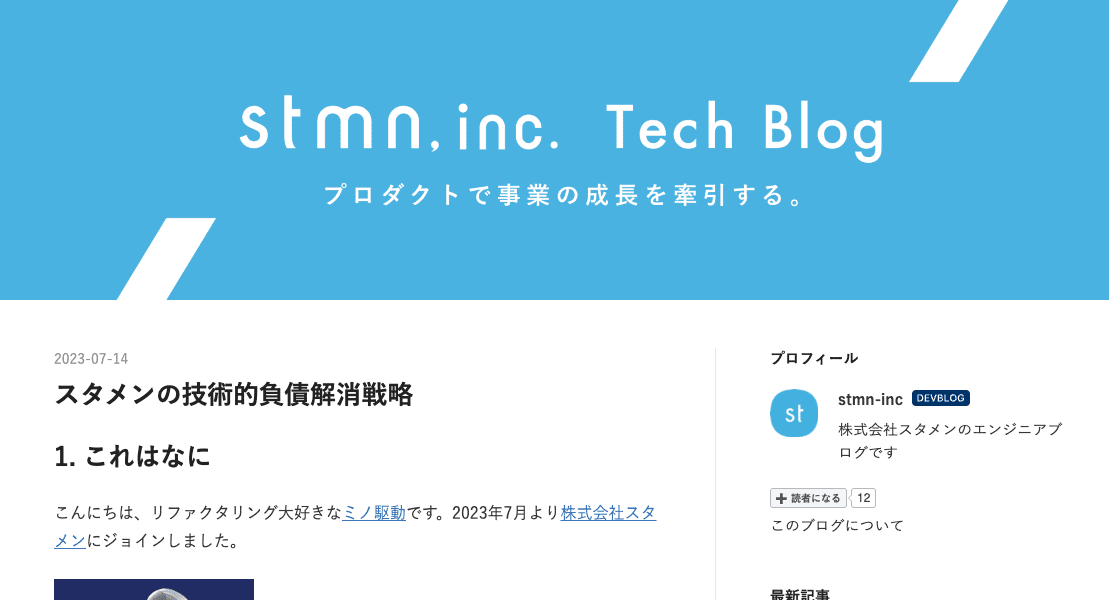 stmn, inc. Tech Blog
プロダクトで事業の成長を牽引する。
2023-07-14
スタメンの技術的負債解消戦略
1. これはなに
こんにちは、リファクタリング大好きなミノ駆動です。2023年7月より株式会社スタ
メンにジョインしました。
プロフィール
st
stmn-inc DEVBLOG
株式会社スタメンのエンジニアブ
ログです
+ 読者になる 12
このブログについて
最新記事